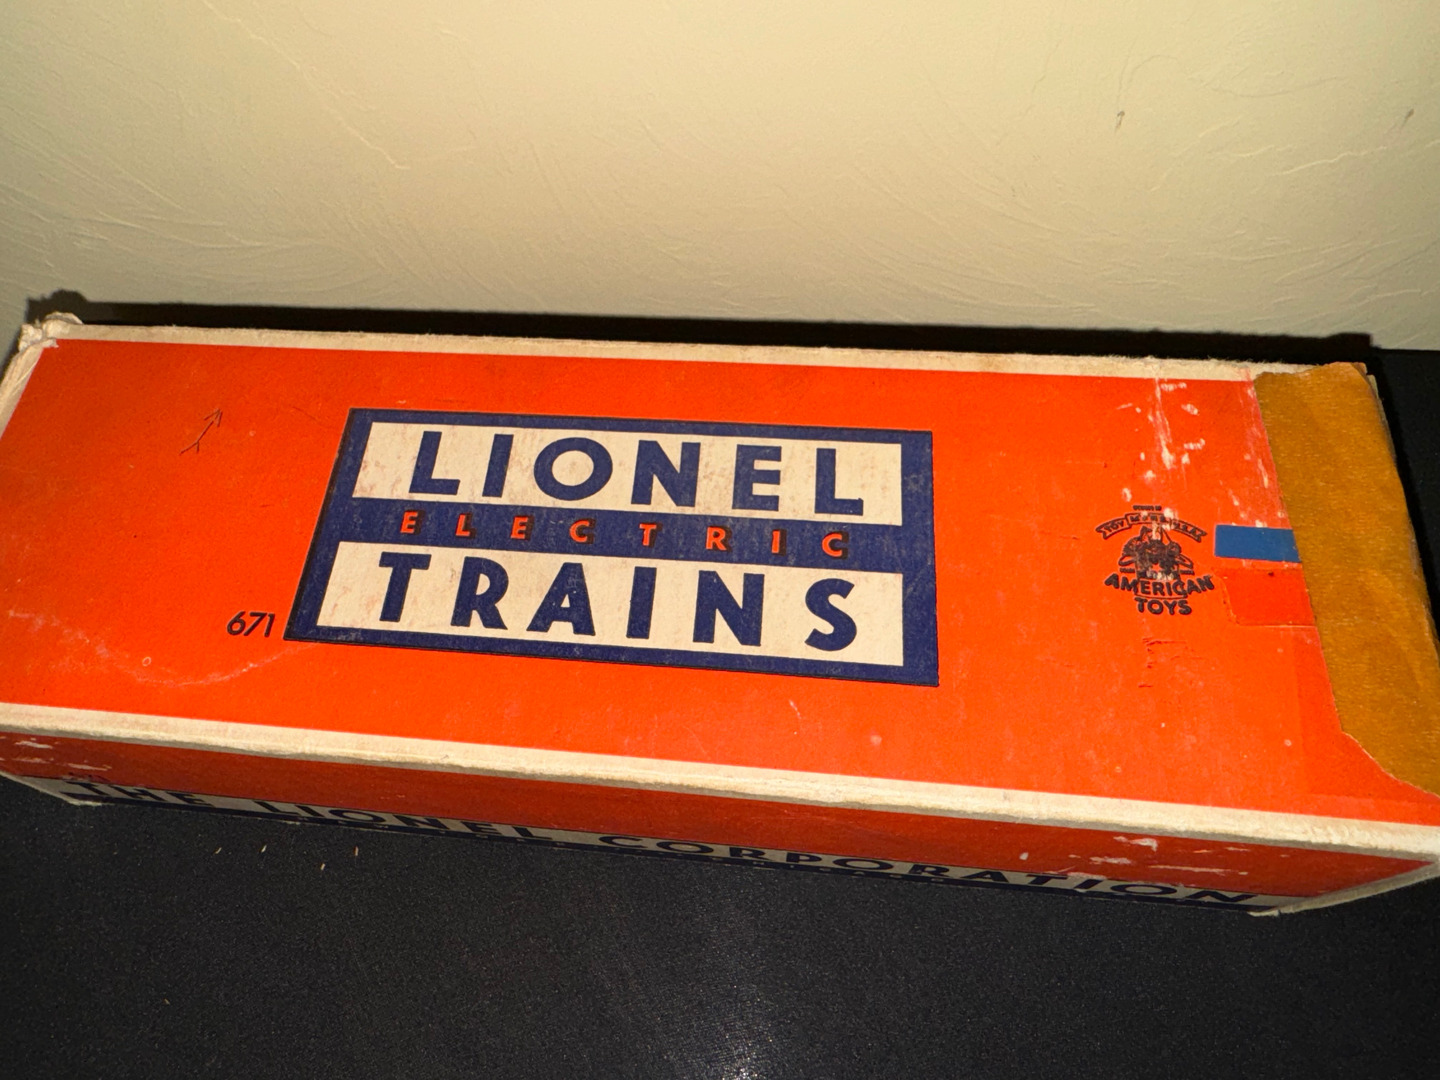 LIONEL
ELECTRIC
TRAINS
671
AMERICAN
TOYS
THE LIONEL CORPORATION